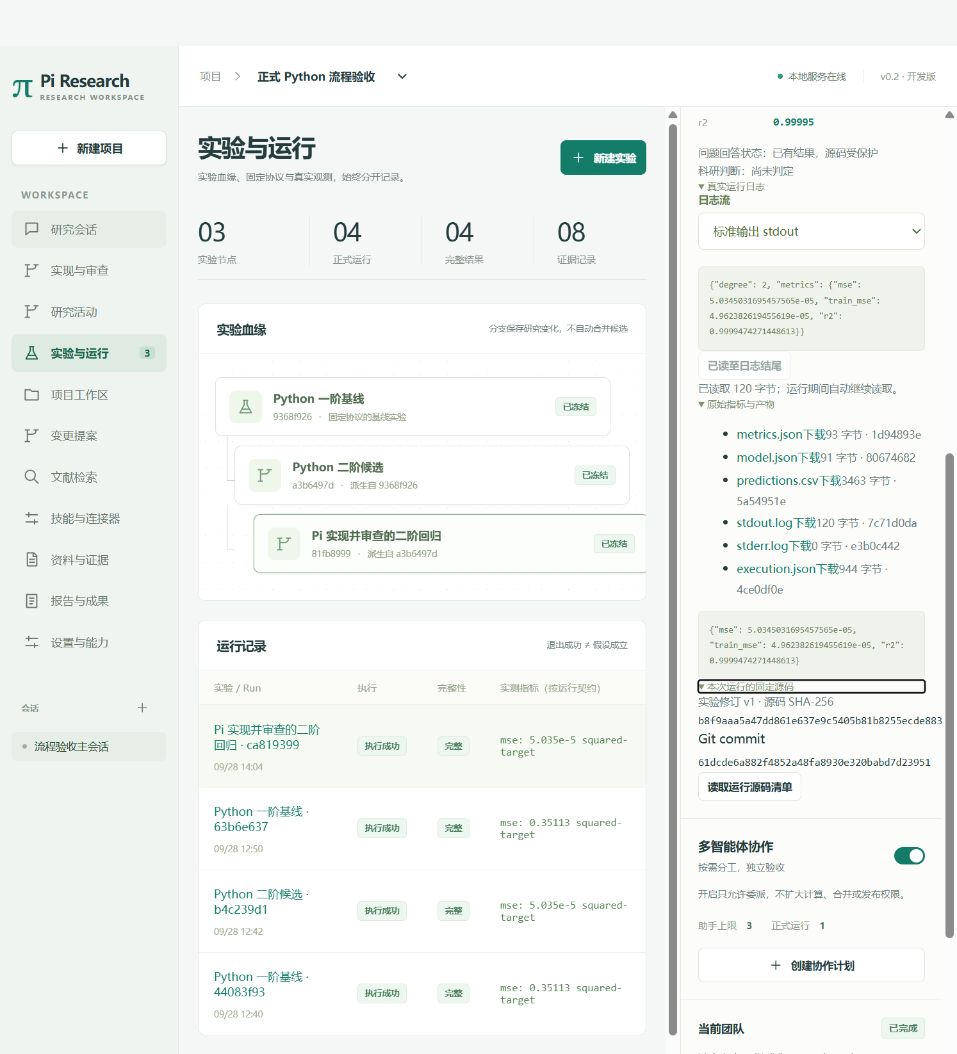 Pi Research
RESEARCH WORKSPACE
新建项目
WORKSPACE
研究会话
实现与审查
研究活动
实验与运行 3
项目工作区
变更提案
文献检索
技能与连接器
资料与证据
报告与成果
设置与能力
会话
流程验收主会话
项目 正式 Python 流程验收
本地服务在线 v0.2 · 开发版
实验与运行
实验血缘、固定协议与真实观测，始终分开记录。
新建实验
03 04 04 08
实验节点 正式运行 完整结果 证据记录
实验血缘
分支保存研究变化，不自动合并候选
Python 一阶基线
9368f926 · 固定协议的基线实验
已冻结
Python 二阶候选
a3b6497d · 派生自 9368f926
已冻结
Pi 实现并审查的二阶回归
81fb8999 · 派生自 a3b6497d
已冻结
运行记录
退出成功 ≠ 假设成立
实验 / Run 执行 完整性 实测指标（按运行契约）
Pi 实现并审查的二阶
回归 · ca819399
09/28 14:04
执行成功
完整
mse: 5.035e-5 squared-
target
Python 一阶基线 ·
63b6e637
09/28 12:50
执行成功
完整
mse: 0.35113 squared-
target
Python 二阶候选 ·
b4c239d1
09/28 12:42
执行成功
完整
mse: 5.035e-5 squared-
target
Python 一阶基线 ·
44083f93
09/28 12:40
执行成功
完整
mse: 0.35113 squared-
target
r2 0.99995
问题回答状态：已有结果，源码受保护
科研判断：尚未判定
真实运行日志
日志流
标准输出 stdout
{"degree": 2, "metrics": {"mse":
5.0345031695457565e-05, "train_mse":
4.962382619455619e-05, "r2":
0.9999474271448613}}
已读至日志结尾
已读取 120 字节；运行期间自动继续读取。
原始指标与产物
metrics.json下载93 字节 · 1d94893e
model.json下载91 字节 · 80674682
predictions.csv下载3463 字节 ·
5a54951e
stdout.log下载120 字节 · 7c71d0da
stderr.log下载0 字节 · e3b0c442
execution.json下载944 字节 ·
4ce0df0e
{"mse": 5.0345031695457565e-05,
"train_mse": 4.962382619455619e-05, "r2":
0.9999474271448613}
本次运行的固定源码
实验修订 v1 · 源码 SHA-256
b8f9aaa5a47dd861e637e9c5405b81b8255ecde883
Git commit
61dcde6a882f4852a48fa8930e320babd7d23951
读取运行源码清单
多智能体协作
按需分工，独立验收
开启只允许委派，不扩大计算、合并或发布权限。
助手上限 3 正式运行 1
创建协作计划
当前团队
已完成